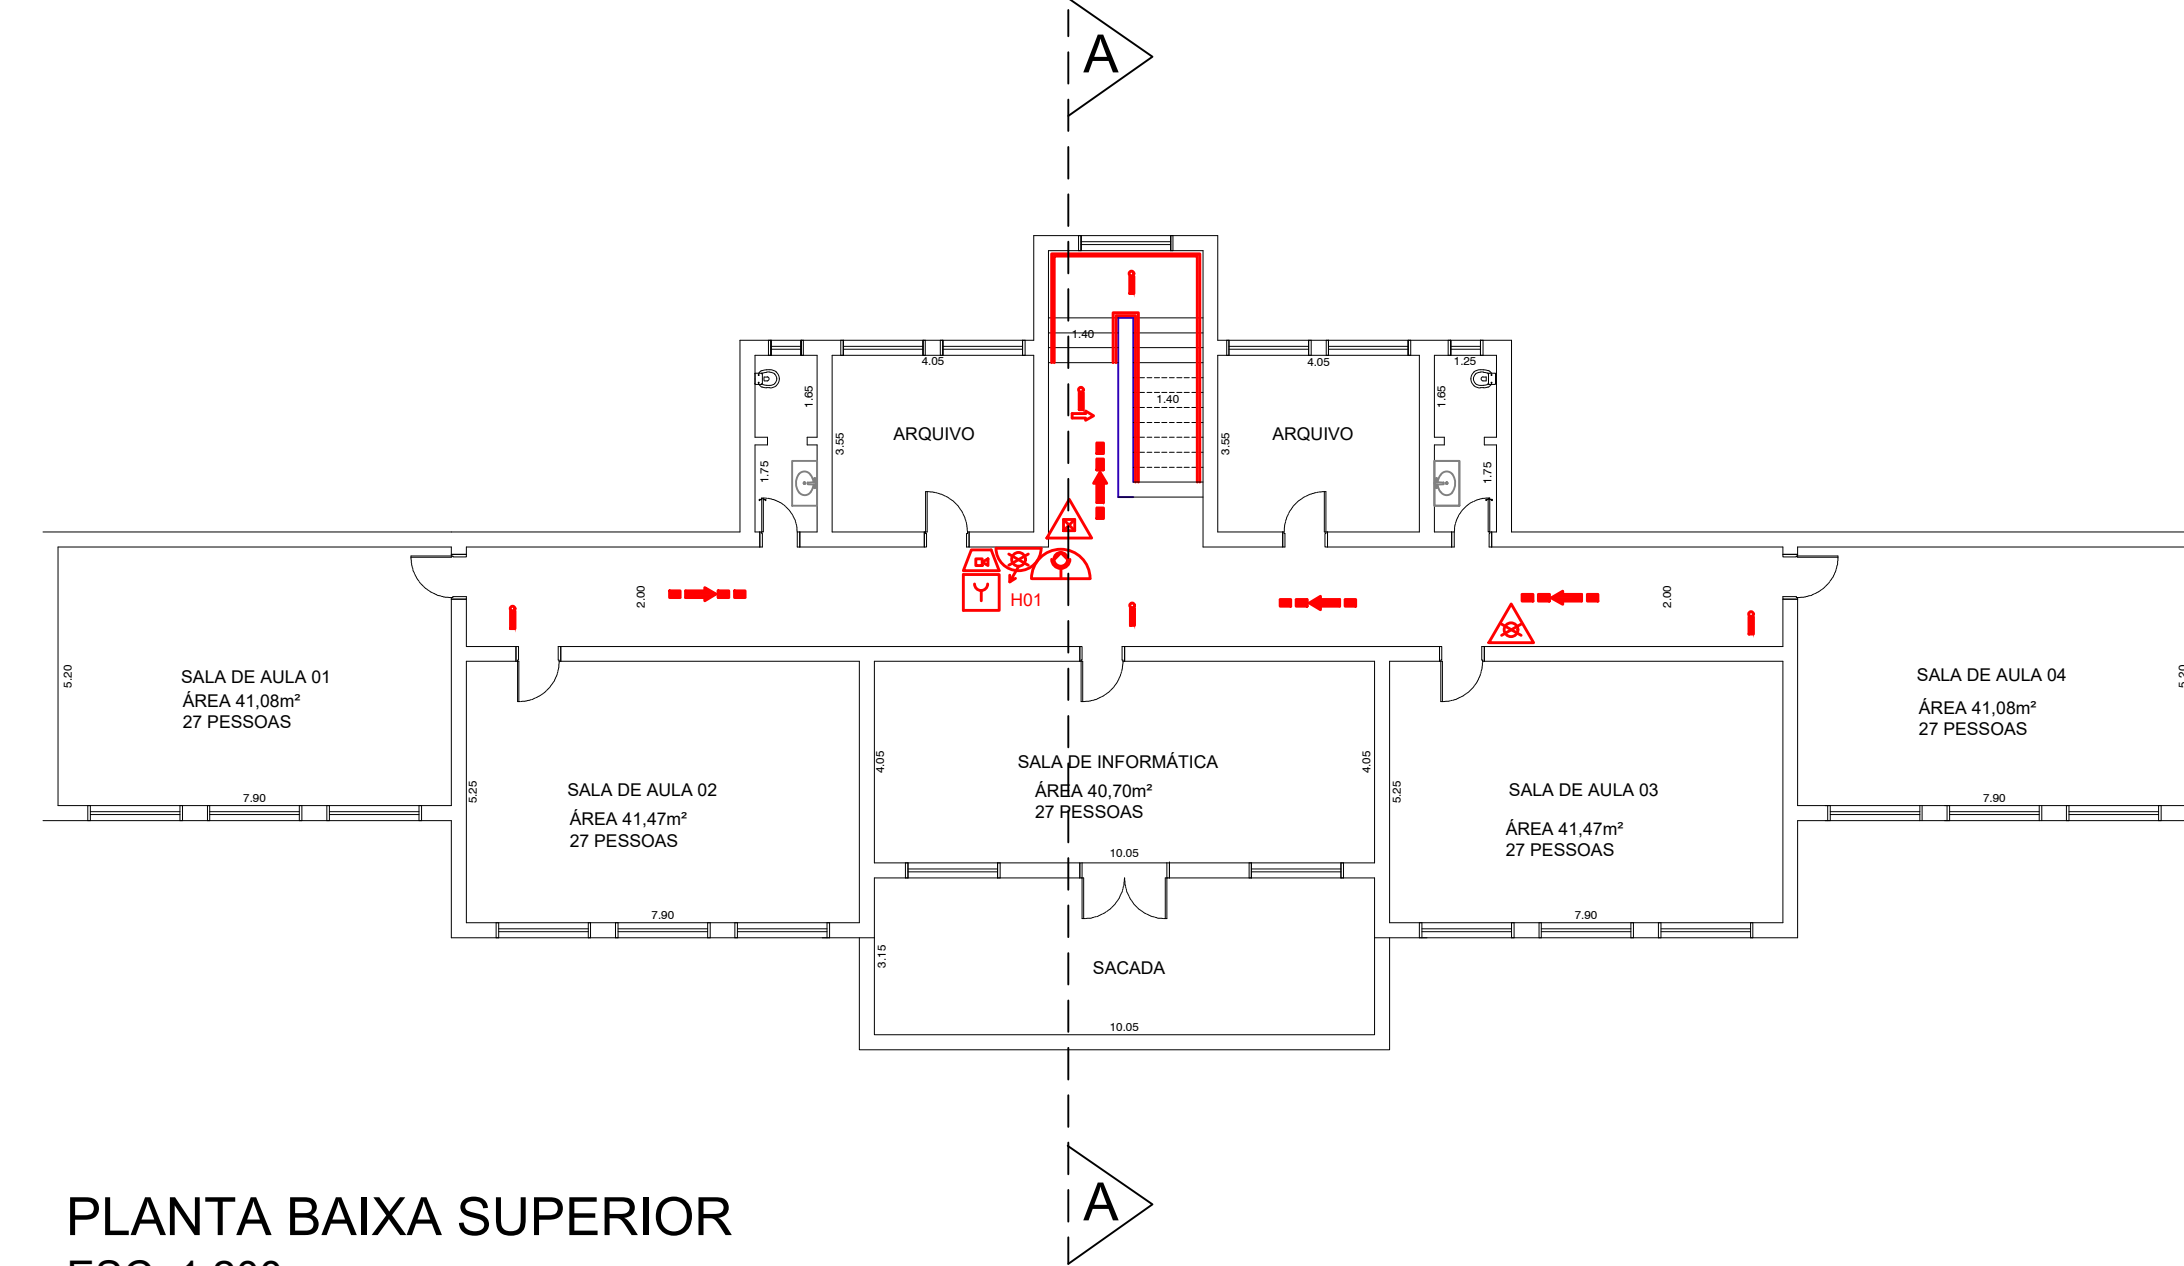 A
1.40
4.05
4.05
1.25
1.65
1.65
1.40
ARQUIVO
ARQUIVO
3.55
3.55
1.75
1.75
H01
2.00
2.00
SALA DE AULA 01
ÁREA 41,08m²
27 PESSOAS
5.20
7.90
SALA DE AULA 02
ÁREA 41,47m²
27 PESSOAS
5.25
7.90
SALA DE INFORMÁTICA
ÁREA 40,70m²
27 PESSOAS
4.05
4.05
10.05
SALA DE AULA 03
ÁREA 41,47m²
27 PESSOAS
5.25
7.90
SALA DE AULA 04
ÁREA 41,08m²
27 PESSOAS
5.20
7.90
3.15
SACADA
10.05
A
PLANTA BAIXA SUPERIOR